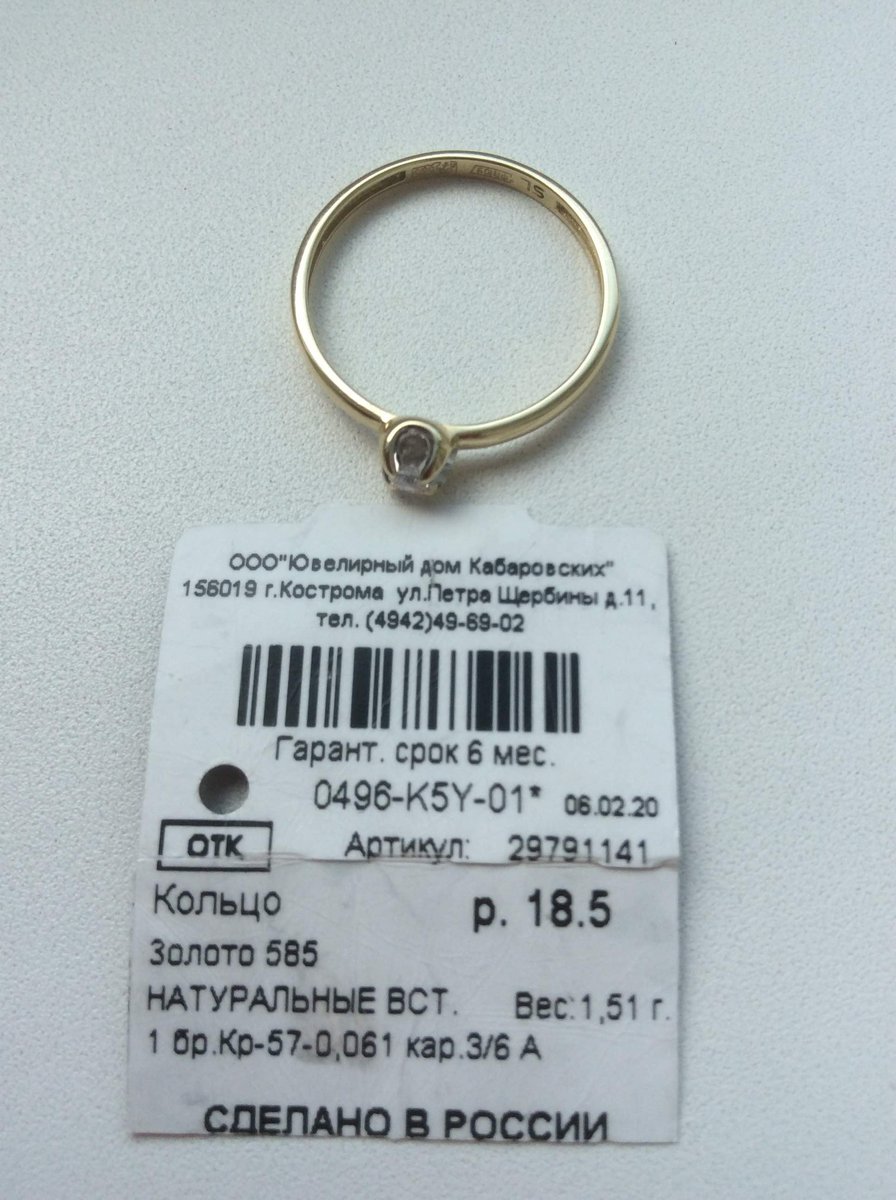 SL
ООО"Ювелирный дом Кабаровских"
156019 г.Кострома ул.Петра Щербины д.11,
тел. (4942)49-69-02
Гарант. срок 6 мес.
0496-К5Y-01* 06.02.20
ОТК Артикул: 29791141
Кольцо р. 18.5
Золото 585
НАТУРАЛЬНЫЕ ВСТ. Вес:1,51 г.
1 бр.Кр-57-0,061 кар.3/6 А
СДЕЛАНО В РОССИИ